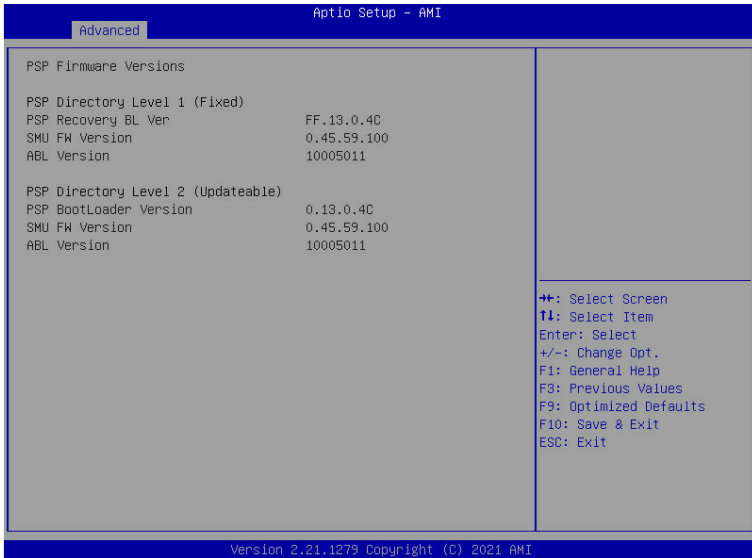 Aptio Setup - AMI
Advanced
PSP Firmware Versions
PSP Directory Level 1 (Fixed)
PSP Recovery BL Ver FF.13.0.4C
SMU FW Version 0.45.59.100
ABL Version 10005011
PSP Directory Level 2 (Updateable)
PSP BootLoader Version 0.13.0.4C
SMU FW Version 0.45.59.100
ABL Version 10005011
→←: Select Screen
↑↓: Select Item
Enter: Select
+/-: Change Opt.
F1: General Help
F3: Previous Values
F9: Optimized Defaults
F10: Save & Exit
ESC: Exit
Version 2.21.1279 Copyright (C) 2021 AMI